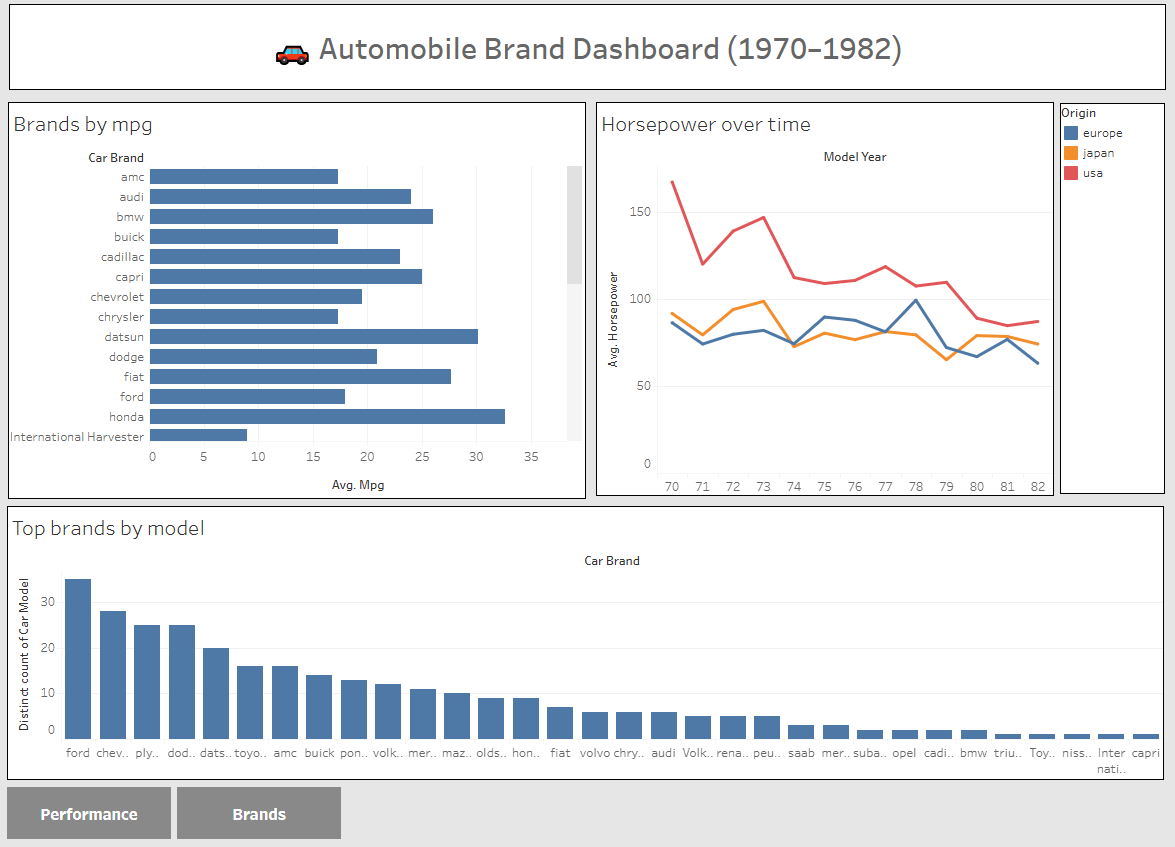 Automobile Brand Dashboard (1970–1982)
Brands by mpg
Car Brand
amc
audi
bmw
buick
cadillac
capri
chevrolet
chrysler
datsun
dodge
fiat
ford
honda
International Harvester
0 5 10 15 20 25 30 35
Avg. Mpg
Horsepower over time
Model Year
Avg. Horsepower
150
100
50
0
70 71 72 73 74 75 76 77 78 79 80 81 82
Origin
europe
japan
usa
Top brands by model
Car Brand
Distinct count of Car Model
30
20
10
0
ford chev.. ply.. dod.. dats.. toyo.. amc buick pon.. volk.. mer.. maz.. olds.. hon.. fiat volvo chry.. audi Volk.. rena.. peu.. saab mer.. suba.. opel cadi.. bmw triu.. Toy.. niss.. Inter capri
nati..
Performance Brands